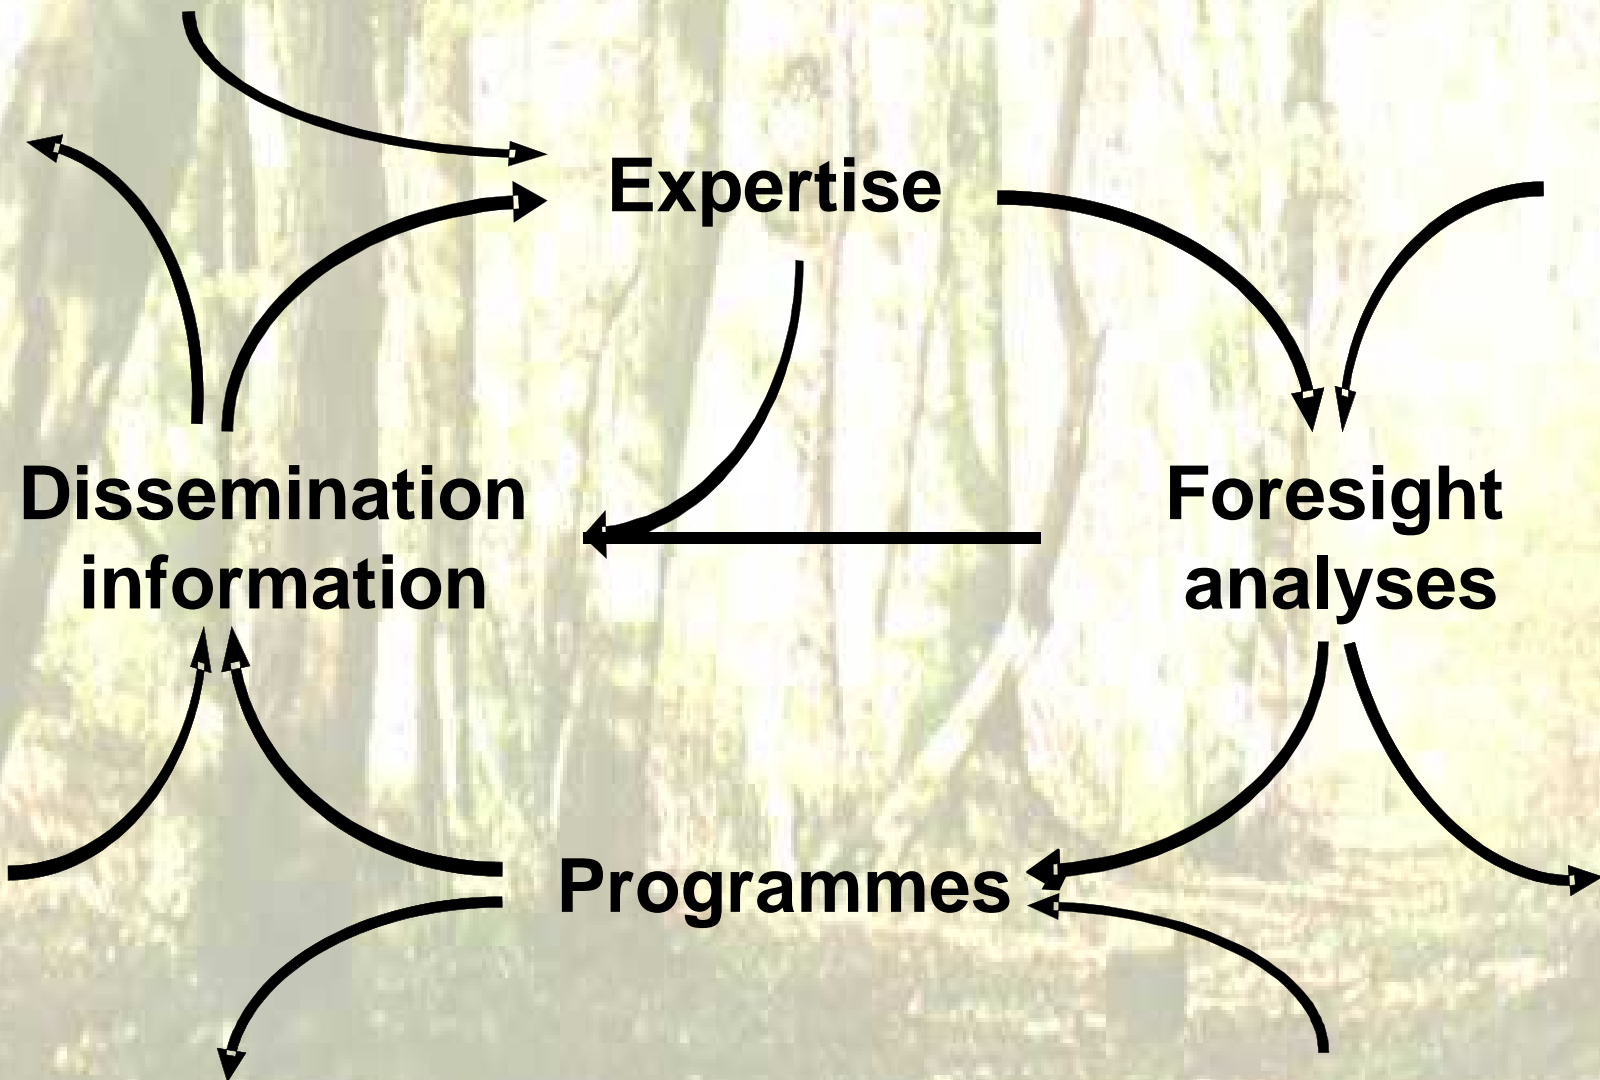 Expertise
Dissemination
information
Foresight
analyses
Programmes